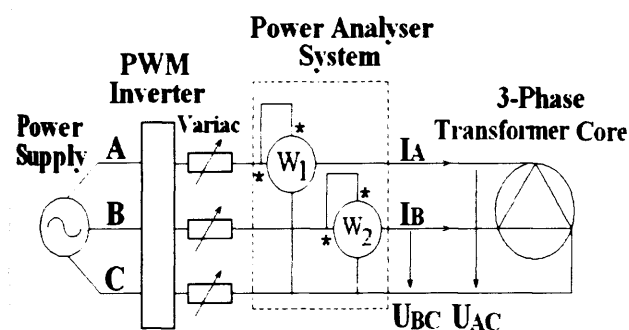 Power Analyser
System
PWM
Inverter
3-Phase
Transformer Core
Power
Supply
Variac
A
B
C
*
*
W1
*
*
W2
IA
IB
UBC UAC